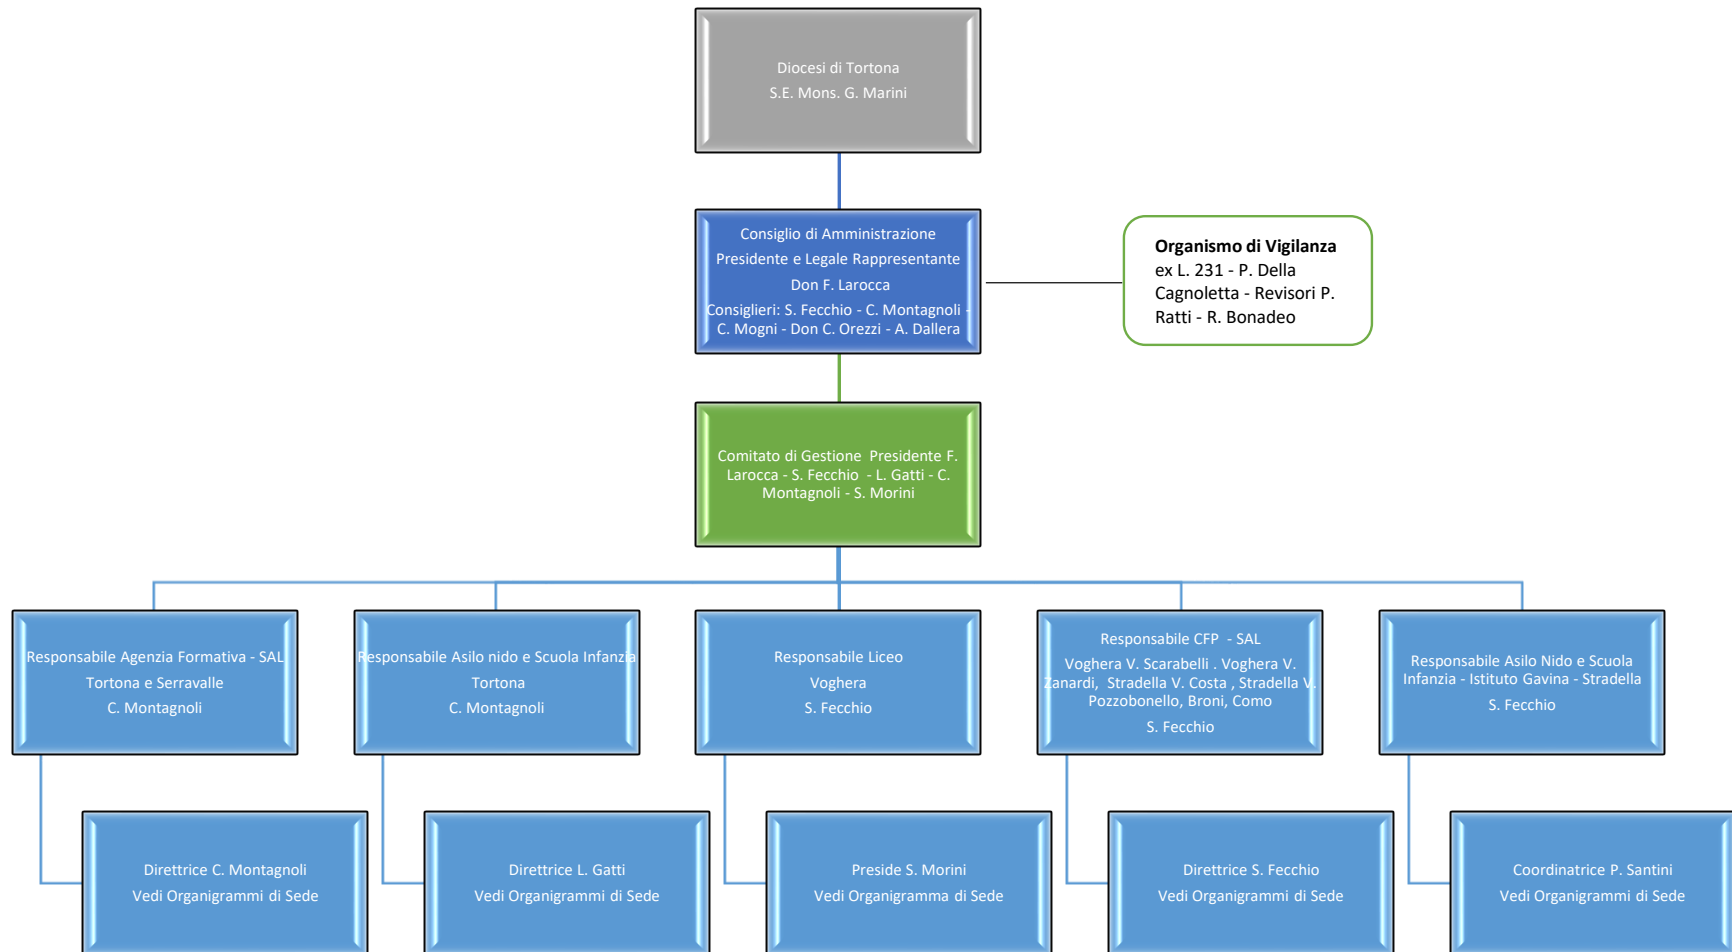 Diocesi di Tortona
S.E. Mons. G. Marini
Consiglio di Amministrazione
Presidente e Legale Rappresentante
Don F. Larocca
Consiglieri: S. Fecchio - C. Montagnoli -
C. Mogni - Don C. Orezzi - A. Dallera
Organismo di Vigilanza
ex L. 231 - P. Della
Cagnoletta - Revisori P.
Ratti - R. Bonadeo
Comitato di Gestione  Presidente F.
Larocca - S. Fecchio  - L. Gatti - C.
Montagnoli - S. Morini
Responsabile Agenzia Formativa - SAL
Tortona e Serravalle
C. Montagnoli
Responsabile Asilo nido e Scuola Infanzia
Tortona
C. Montagnoli
Responsabile Liceo
Voghera
S. Fecchio
Responsabile CFP  - SAL
Voghera V. Scarabelli . Voghera V.
Zanardi,  Stradella V. Costa , Stradella V.
Pozzobonello, Broni, Como
S. Fecchio
Responsabile Asilo Nido e Scuola
Infanzia - Istituto Gavina - Stradella
S. Fecchio
Direttrice C. Montagnoli
Vedi Organigrammi di Sede
Direttrice L. Gatti
Vedi Organigrammi di Sede
Preside S. Morini
Vedi Organigramma di Sede
Direttrice S. Fecchio
Vedi Organigrammi di Sede
Coordinatrice P. Santini
Vedi Organigrammi di Sede